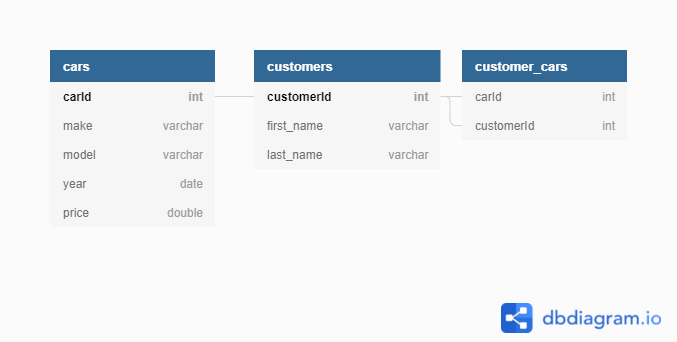 cars
carId int
make varchar
model varchar
year date
price double
customers
customerId int
first_name varchar
last_name varchar
customer_cars
carId int
customerId int
dbdiagram.io